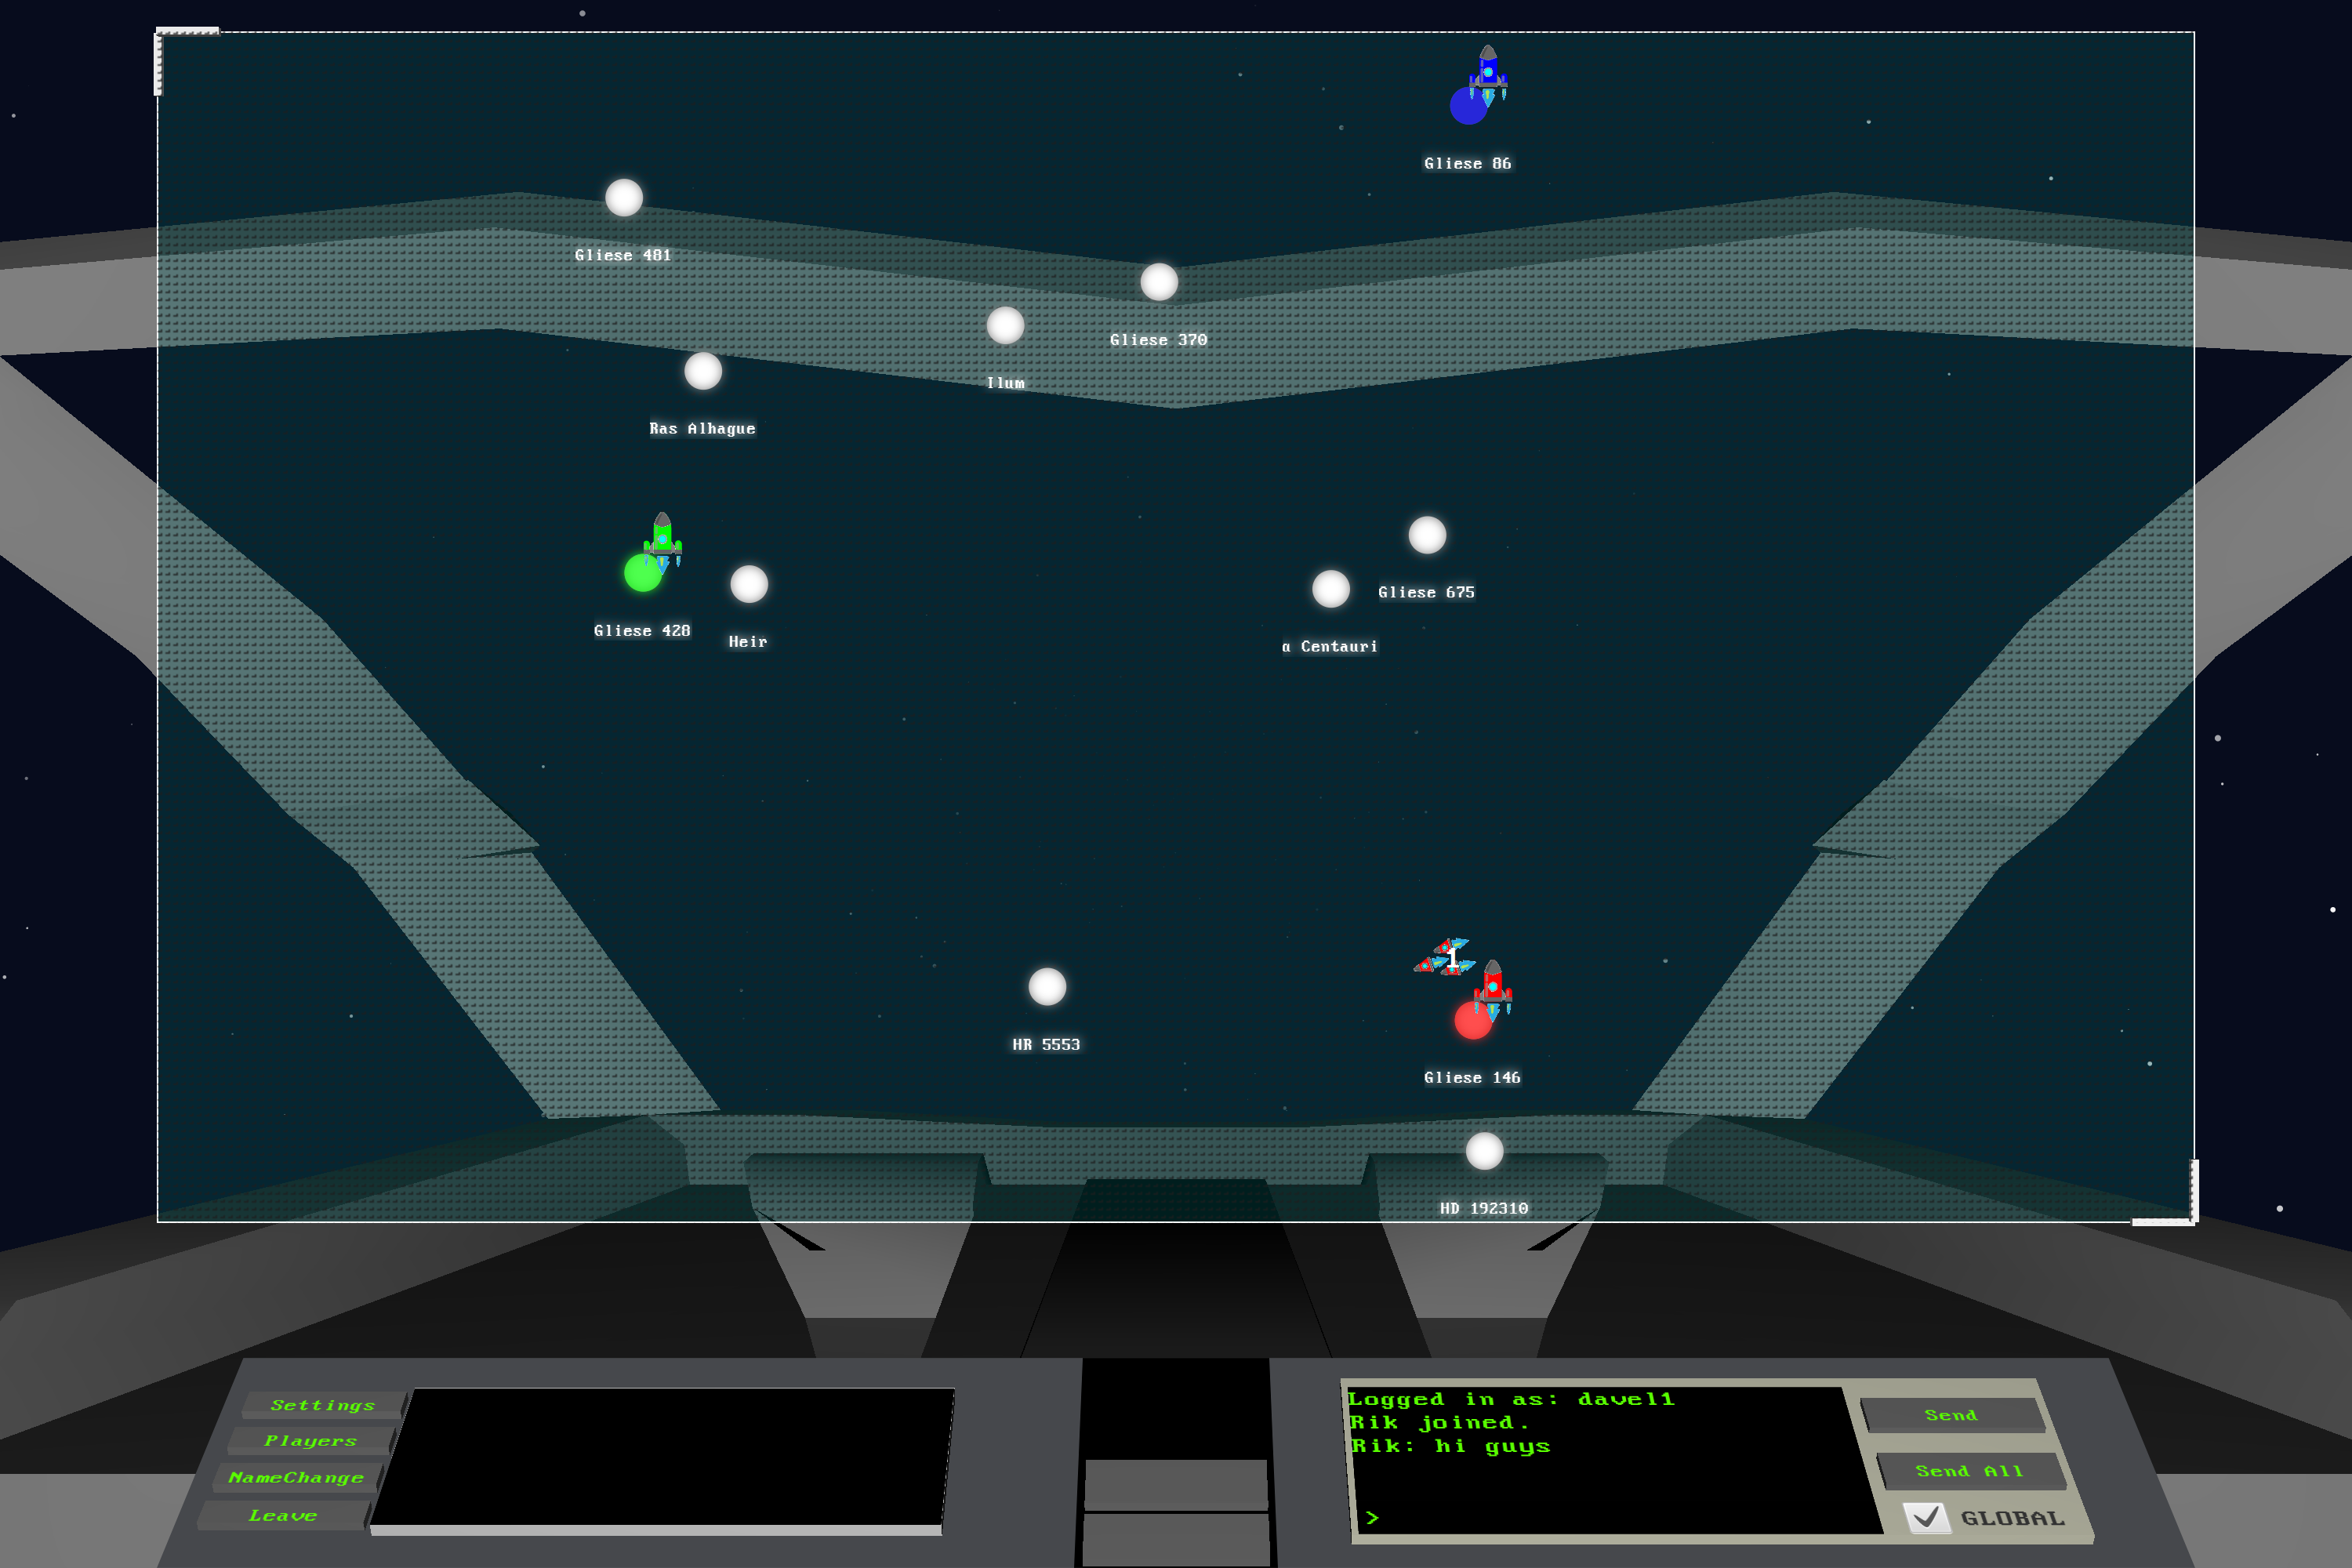 Gliese 86
Gliese 481
Gliese 370
Ilum
Ras Alhague
Gliese 675
Gliese 428
Heir
α Centauri
1
HR 5553
Gliese 146
HD 192310
Settings
Players
NameChange
Leave
Logged in as: davel1
Rik joined.
Rik: hi guys
>
Send
Send All
GLOBAL